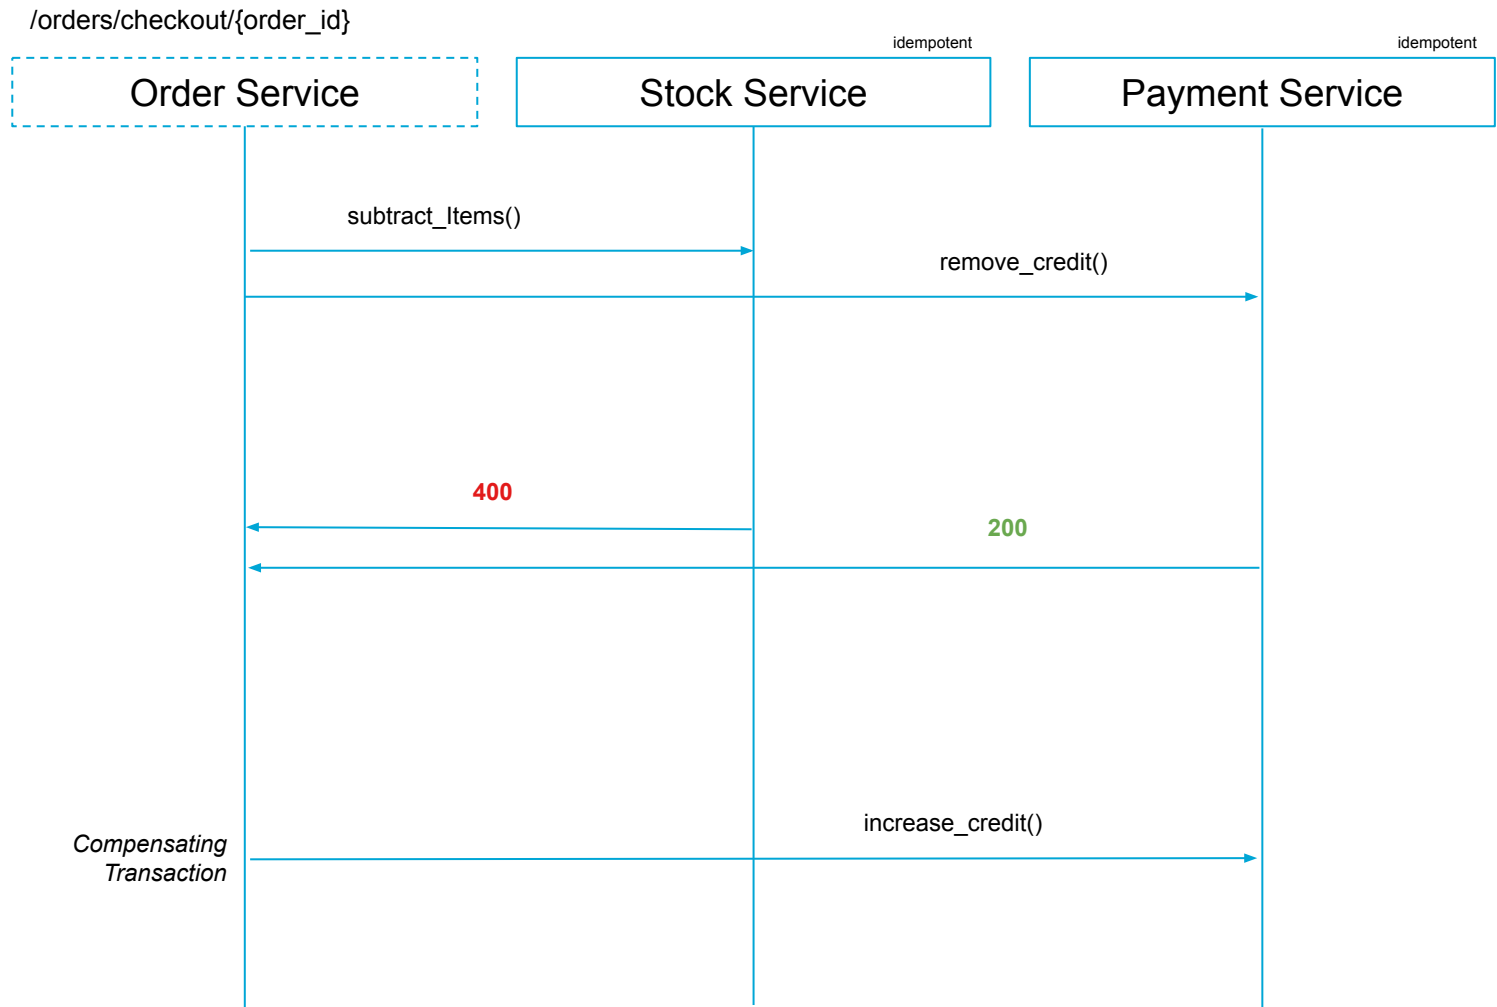 /orders/checkout/{order_id}
idempotent
idempotent
Order Service
Stock Service
Payment Service
subtract_Items()
remove_credit()
400
200
increase_credit()
Compensating
Transaction